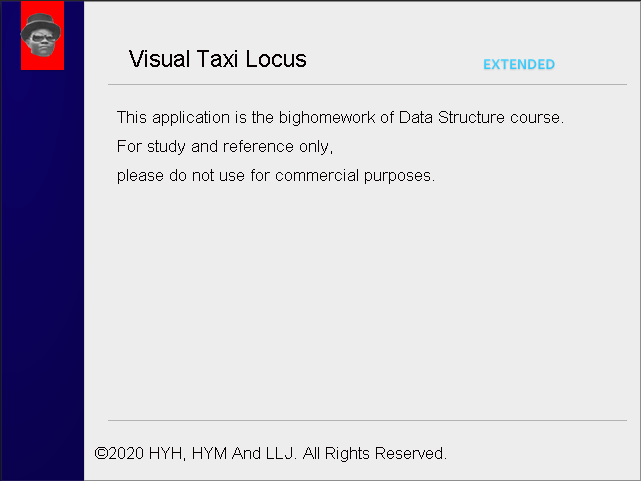 Visual Taxi Locus
EXTENDED
This application is the bighomework of Data Structure course.
For study and reference only,
please do not use for commercial purposes.
©2020 HYH, HYM And LLJ. All Rights Reserved.